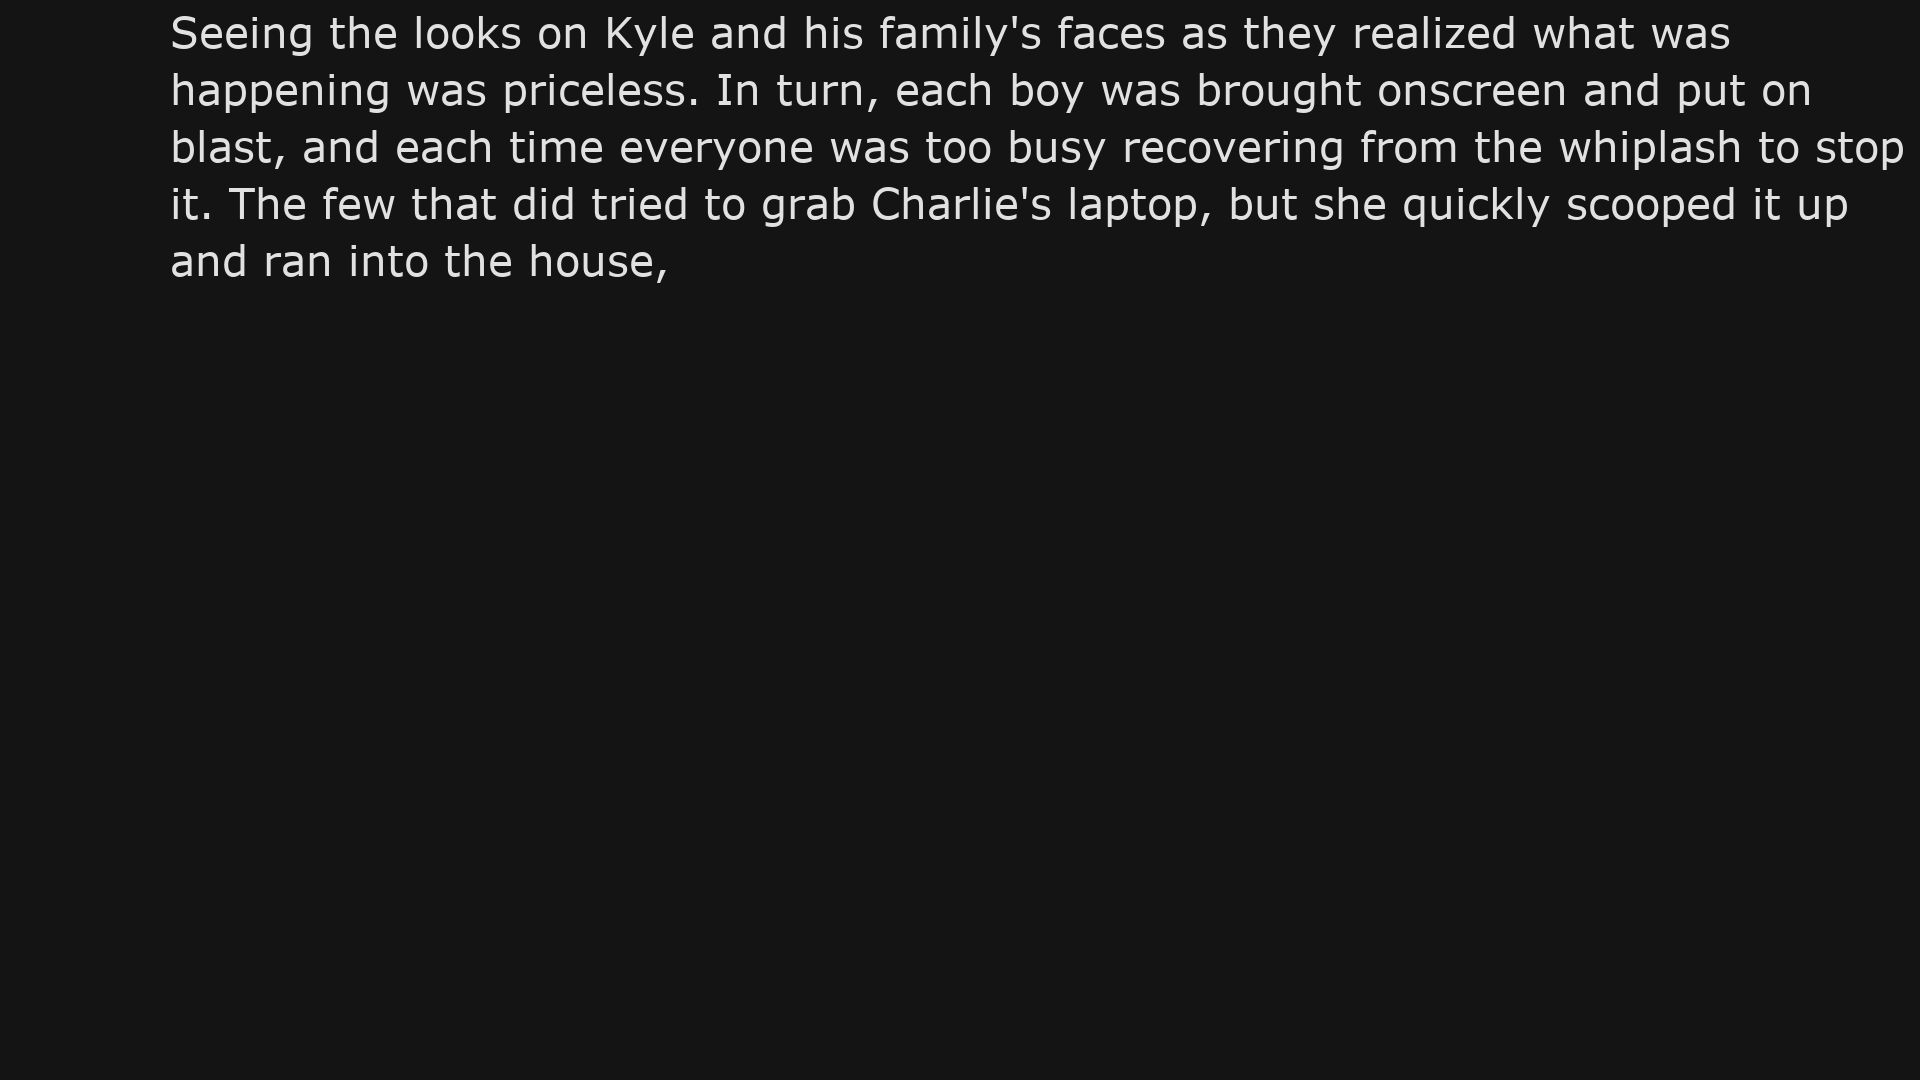 Seeing the looks on Kyle and his family's faces as they realized what was
happening was priceless. In turn, each boy was brought onscreen and put on
blast, and each time everyone was too busy recovering from the whiplash to stop
it. The few that did tried to grab Charlie's laptop, but she quickly scooped it up
and ran into the house,